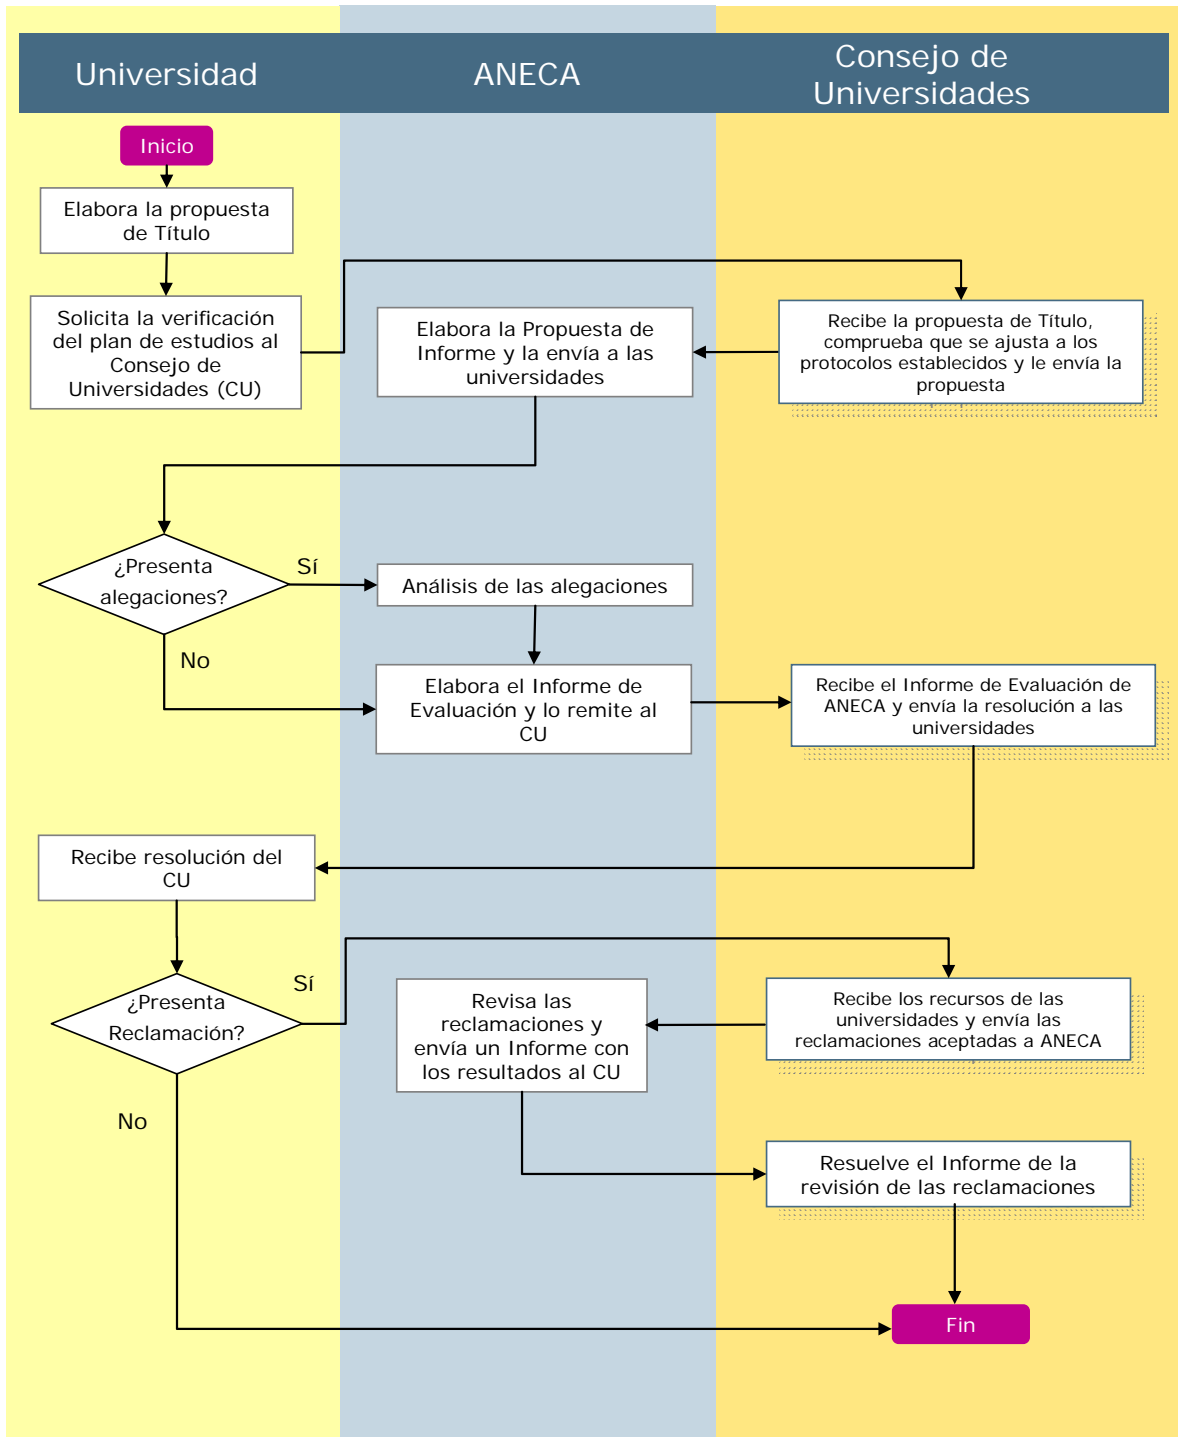 Universidad
ANECA
Consejo de
Universidades
Inicio
Elabora la propuesta
de Título
Solicita la verificación
del plan de estudios al
Consejo de
Universidades (CU)
Elabora la Propuesta de
Informe y la envía a las
universidades
Recibe la propuesta de Título,
comprueba que se ajusta a los
protocolos establecidos y le envía la
propuesta
¿Presenta
alegaciones?
Sí
No
Análisis de las alegaciones
Elabora el Informe de
Evaluación y lo remite al
CU
Recibe el Informe de Evaluación de
ANECA y envía la resolución a las
universidades
Recibe resolución del
CU
¿Presenta
Reclamación?
Sí
No
Revisa las
reclamaciones y
envía un Informe con
los resultados al CU
Recibe los recursos de las
universidades y envía las
reclamaciones aceptadas a ANECA
Resuelve el Informe de la
revisión de las reclamaciones
Fin